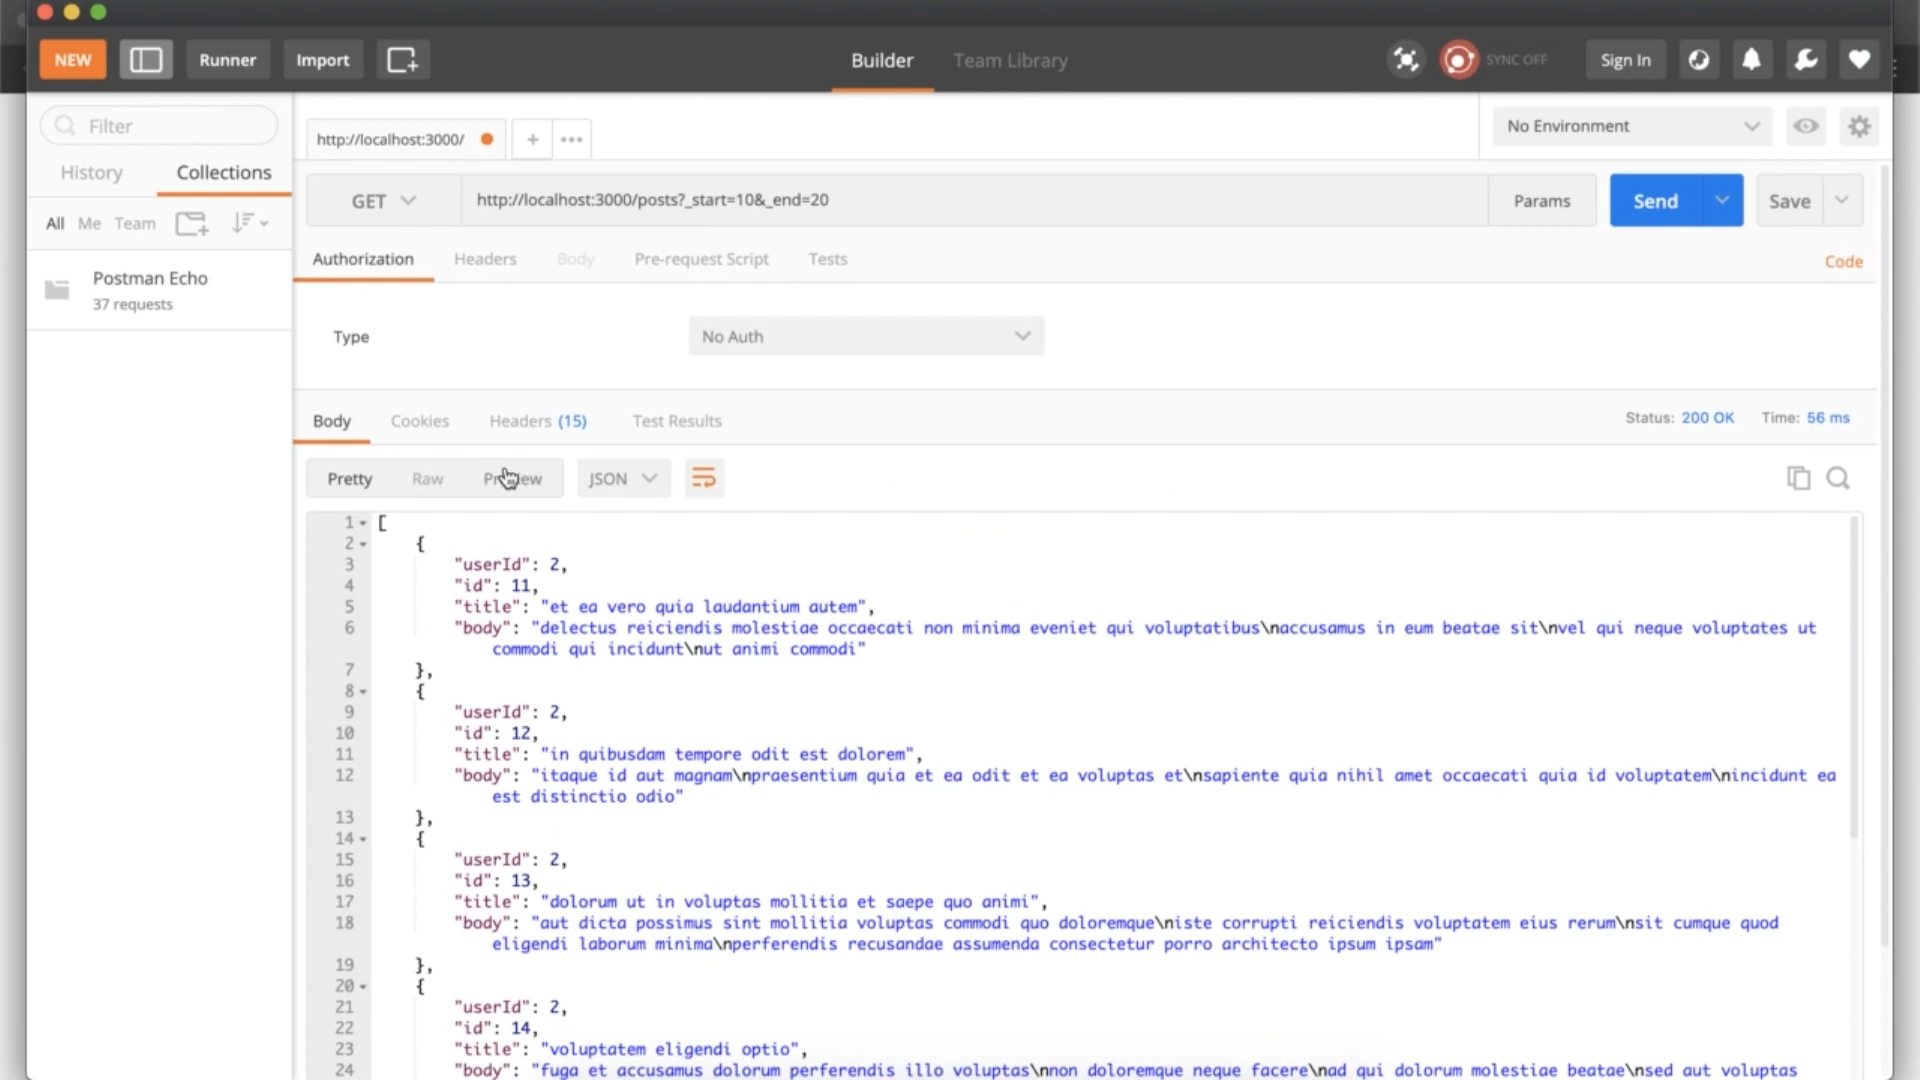 NEW
Runner
Import
Builder
Team Library
SYNC OFF
Sign In
Filter
History
Collections
All
Me
Team
Postman Echo
37 requests
http://localhost:3000/
No Environment
GET
http://localhost:3000/posts?_start=10&_end=20
Params
Send
Save
Authorization
Headers
Body
Pre-request Script
Tests
Code
Type
No Auth
Body
Cookies
Headers (15)
Test Results
Status: 200 OK
Time: 56 ms
Pretty
Raw
JSON
1 [
2 {
3 "userId": 2,
4 "id": 11,
5 "title": "et ea vero quia laudantium autem",
6 "body": "delectus reiciendis molestiae occaecati non minima eveniet qui voluptatibus\naccusamus in eum beatae sit\nvel qui neque voluptates ut
commodi qui incidunt\nut animi commodi"
7 },
8 {
9 "userId": 2,
10 "id": 12,
11 "title": "in quibusdam tempore odit est dolorem",
12 "body": "itaque id aut magnam\npraesentium quia et ea odit et ea voluptas et\nsapiente quia nihil amet occaecati quia id voluptatem\nincidunt ea
est distinctio odio"
13 },
14 {
15 "userId": 2,
16 "id": 13,
17 "title": "dolorum ut in voluptas mollitia et saepe quo animi",
18 "body": "aut dicta possimus sint mollitia voluptas commodi quo doloremque\niste corrupti reiciendis voluptatem eius rerum\nsit cumque quod
eligendi laborum minima\nperferendis recusandae assumenda consectetur porro architecto ipsum ipsam"
19 },
20 {
21 "userId": 2,
22 "id": 14,
23 "title": "voluptatem eligendi optio",
24 "body": "fuga et accusamus dolorum perferendis illo voluptas\nnon doloremque neque facere\nad qui dolorum molestiae beatae\nsed aut voluptas